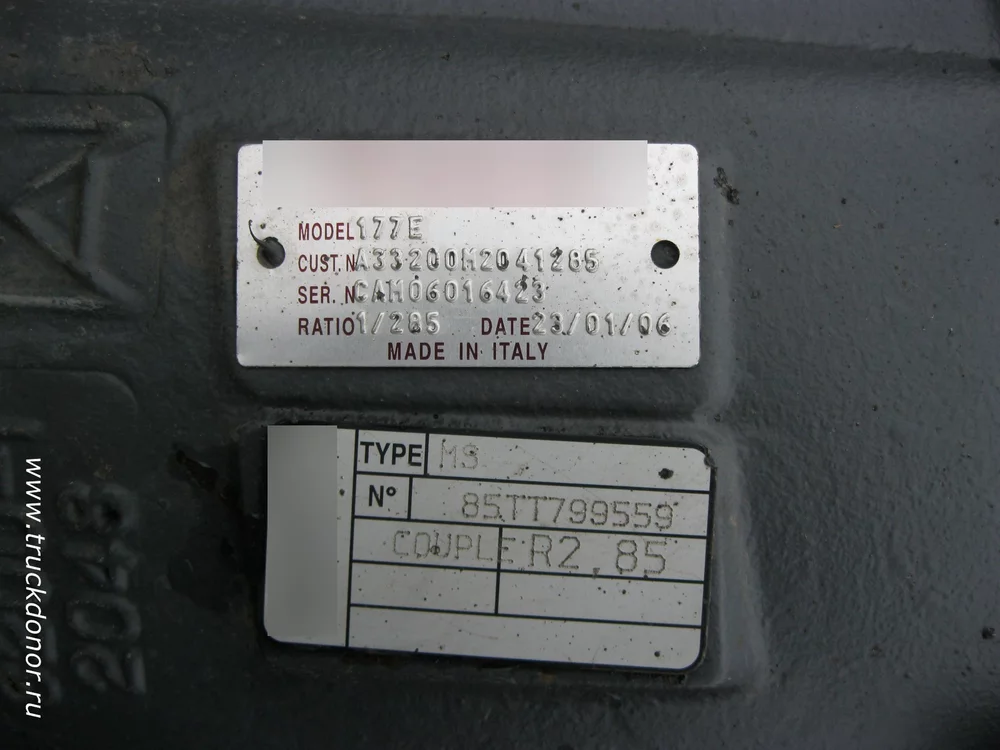 MODEL 177E
CUST. N. A33200M2041285
SER. N. CAM06016423
RATIO 1/285 DATE 23/01/06
MADE IN ITALY
TYPE MS
N° 85TT799559
COUPLE R2.85
2048
www.truckdonor.ru